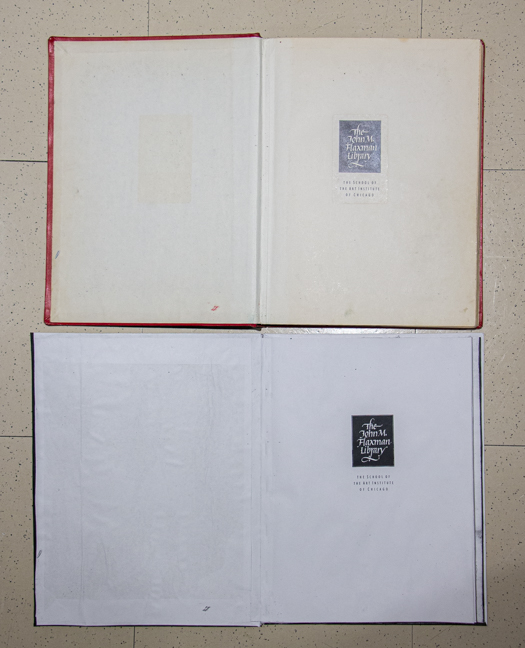 The
John M.
Flaxman
Library
THE SCHOOL OF
THE ART INSTITUTE
OF CHICAGO
The
John M.
Flaxman
Library
THE SCHOOL OF
THE ART INSTITUTE
OF CHICAGO